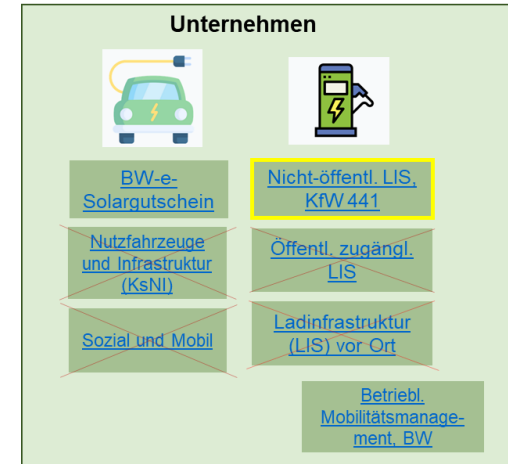 Unternehmen
BW-e-
Solargutschein
Nicht-öffentl. LIS,
KfW 441
Nutzfahrzeuge
und Infrastruktur
(KsNI)
Öffentl. zugängl.
LIS
Sozial und Mobil
Ladinfrastruktur
(LIS) vor Ort
Betriebl.
Mobilitätsmanage-
ment, BW